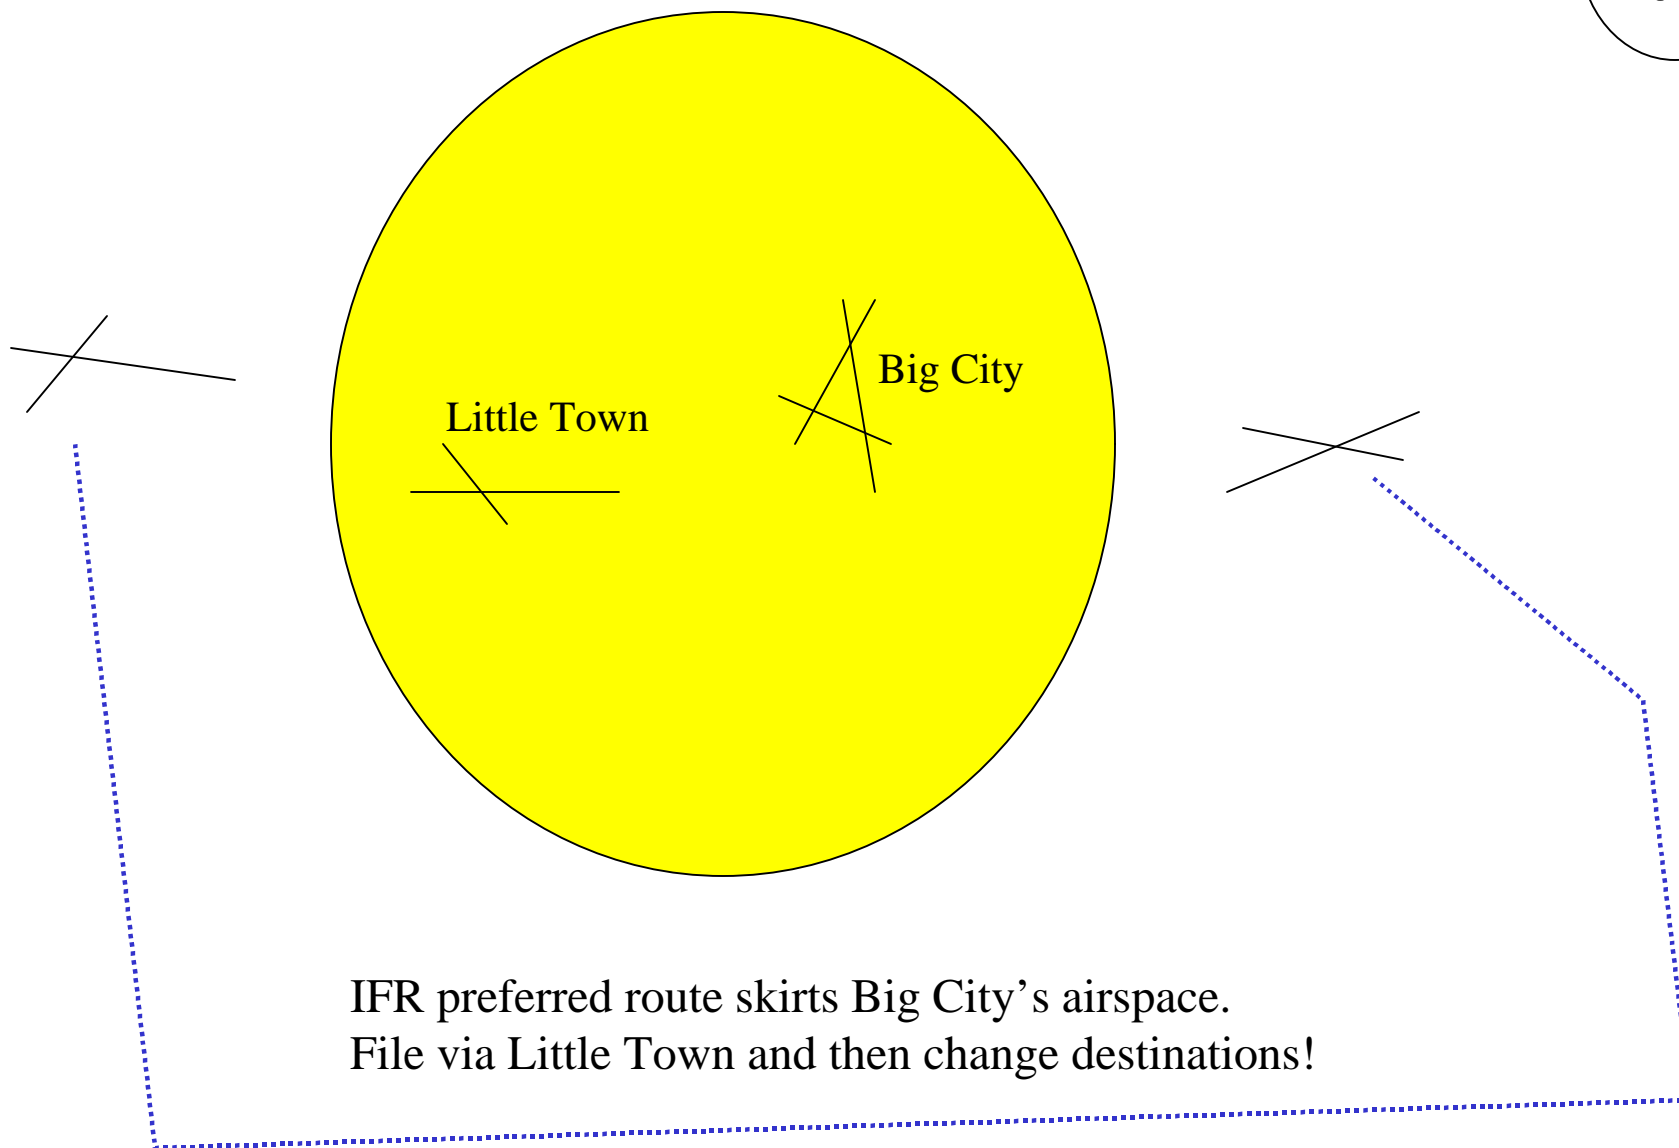 Big City
Little Town
IFR preferred route skirts Big City’s airspace.
File via Little Town and then change destinations!